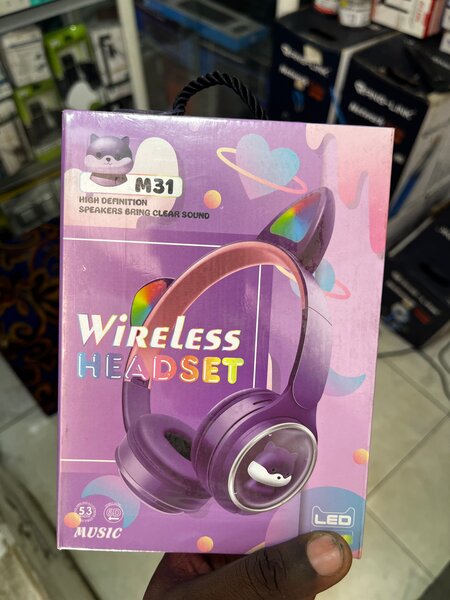 M31
HIGH DEFINITION
SPEAKERS BRING CLEAR SOUND
WIRELESS
HEADSET
5.3
MUSIC
LED